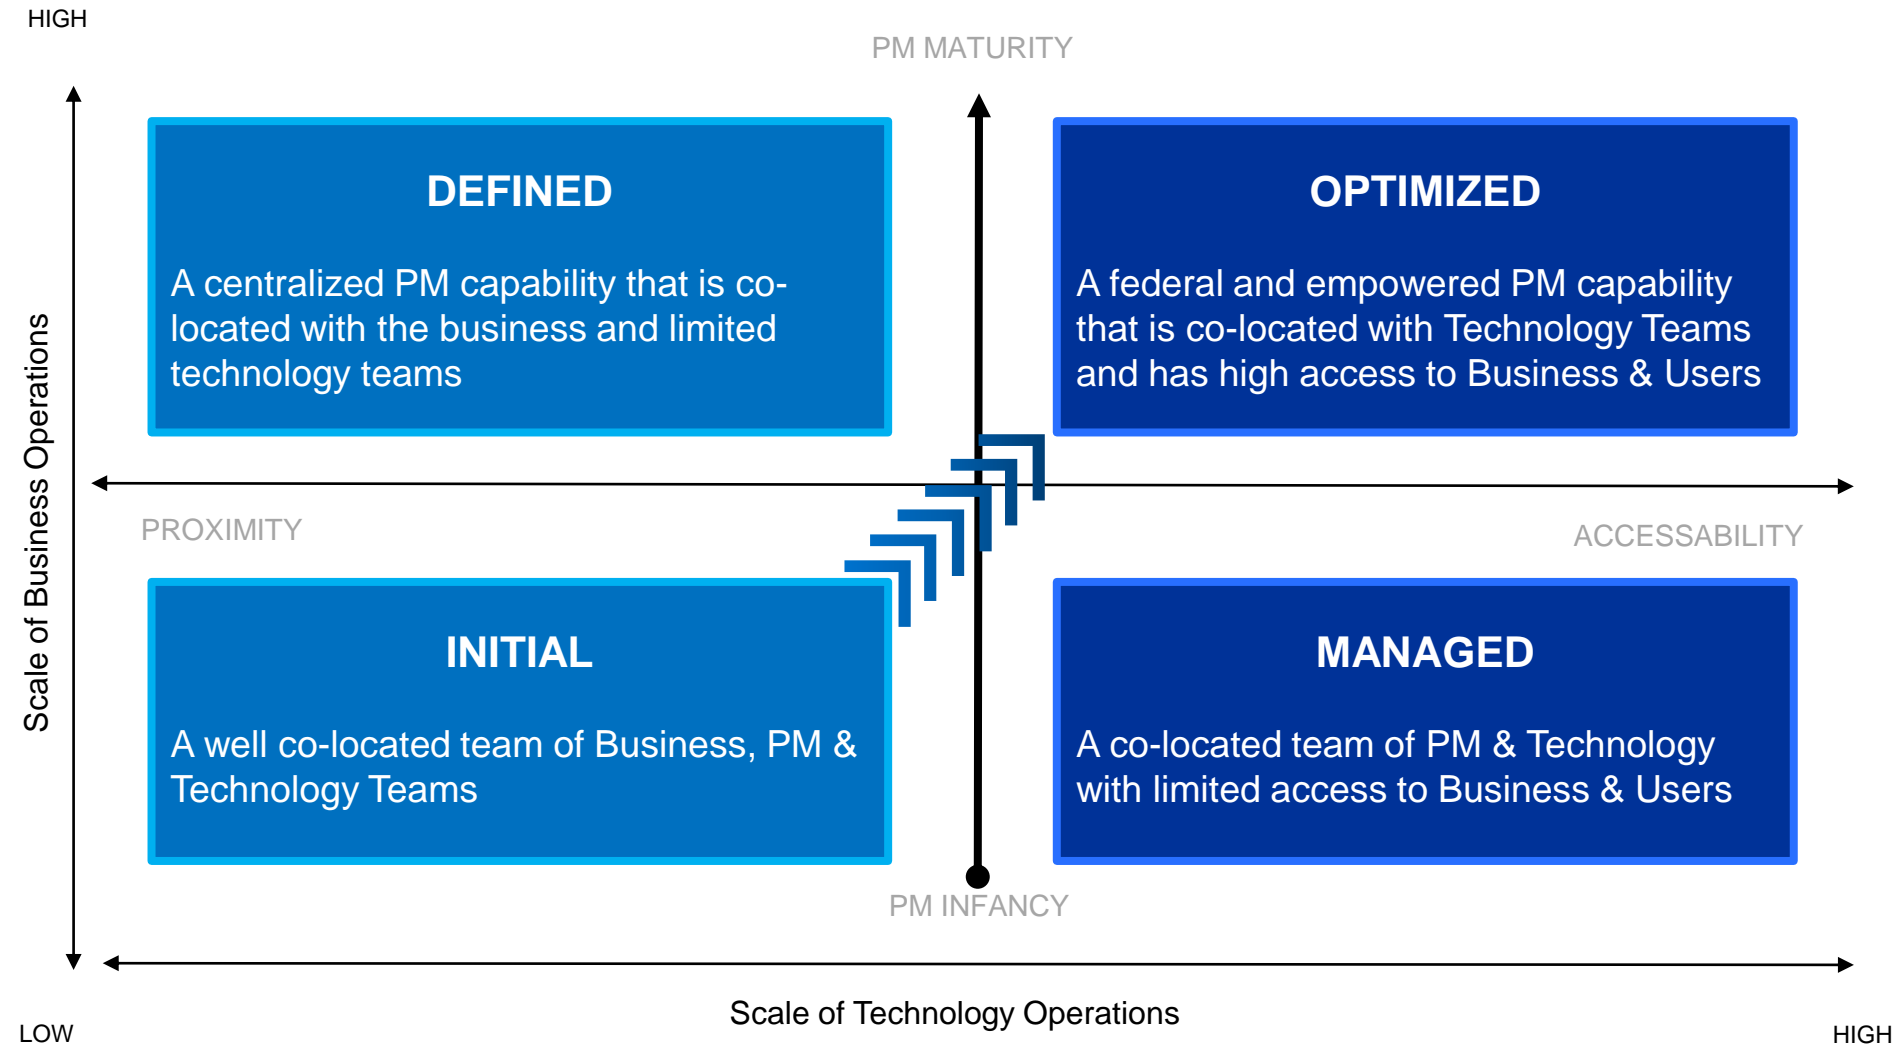 HIGH
PM MATURITY
DEFINED
A centralized PM capability that is co-
located with the business and limited
technology teams
OPTIMIZED
A federal and empowered PM capability
that is co-located with Technology Teams
and has high access to Business & Users
Scale of Business Operations
PROXIMITY
ACCESSABILITY
INITIAL
A well co-located team of Business, PM &
Technology Teams
MANAGED
A co-located team of PM & Technology
with limited access to Business & Users
PM INFANCY
Scale of Technology Operations
LOW
HIGH